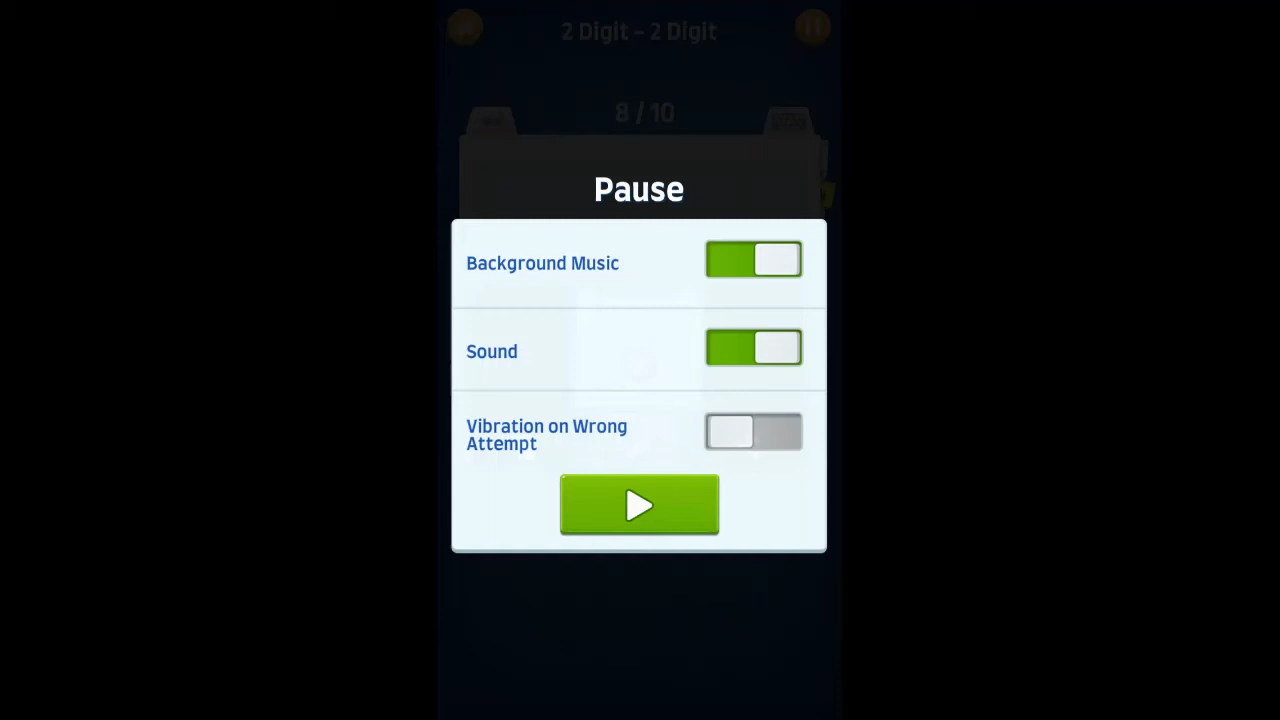 2 Digit - 2 Digit
8 / 10
Pause
Background Music
Sound
Vibration on Wrong
Attempt